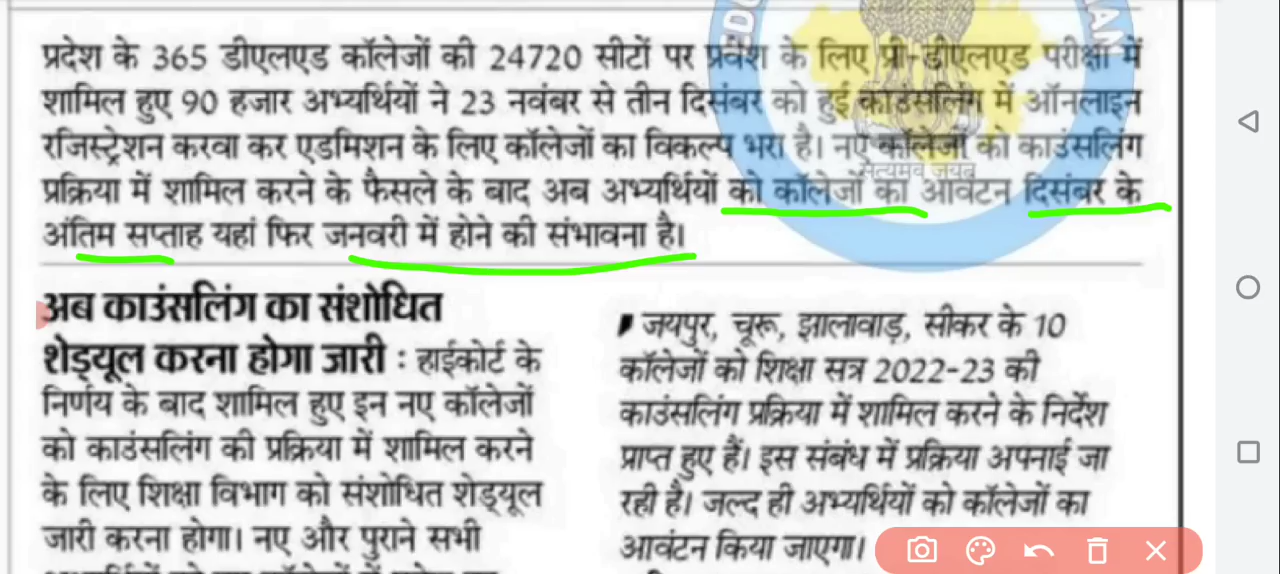 प्रदेश के 365 डीएलएड कॉलेजों की 24720 सीटों पर प्रवेश के लिए प्री-डीएलएड परीक्षा में
शामिल हुए 90 हजार अभ्यर्थियों ने 23 नवंबर से तीन दिसंबर को हुई काउंसलिंग में ऑनलाइन
रजिस्ट्रेशन करवा कर एडमिशन के लिए कॉलेजों का विकल्प भरा है। नए कॉलेजों को काउंसलिंग
सत्यमेव जयते
प्रक्रिया में शामिल करने के फैसले के बाद अब अभ्यर्थियों को कॉलेजों का आवंटन दिसंबर के
अंतिम सप्ताह यहां फिर जनवरी में होने की संभावना है।
अब काउंसलिंग का संशोधित
शेड्यूल करना होगा जारी : हाईकोर्ट के
निर्णय के बाद शामिल हुए इन नए कॉलेजों
को काउंसलिंग की प्रक्रिया में शामिल करने
के लिए शिक्षा विभाग को संशोधित शेड्यूल
जारी करना होगा। नए और पुराने सभी
जयपुर, चूरू, झालावाड़, सीकर के 10
कॉलेजों को शिक्षा सत्र 2022-23 की
काउंसलिंग प्रक्रिया में शामिल करने के निर्देश
प्राप्त हुए हैं। इस संबंध में प्रक्रिया अपनाई जा
रही है। जल्द ही अभ्यर्थियों को कॉलेजों का
आवंटन किया जाएगा।